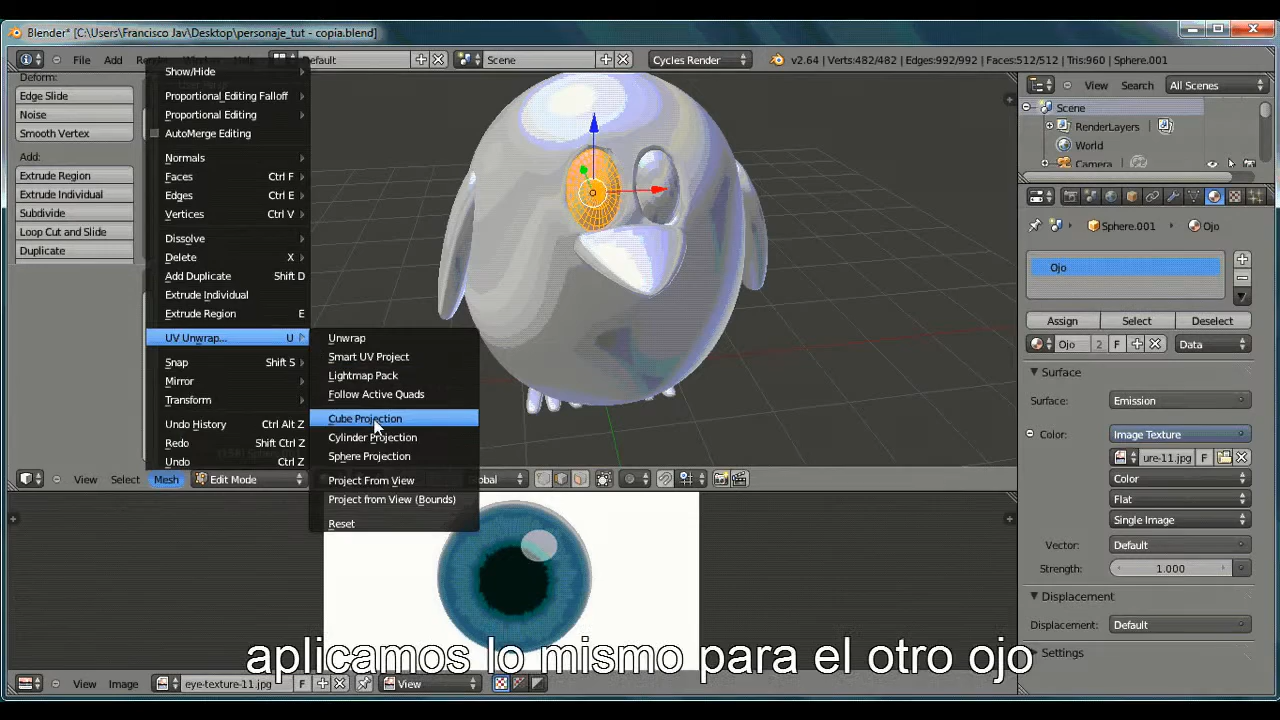 Blender* [C:\Users\Francisco Jav\Desktop\personaje_tut - copia.blend]
File Add
Default
Scene
Cycles Render
v2.64 | Verts:482/482 | Edges:992/992 | Faces:512/512 | Tris:960 | Sphere.001
Deform:
Edge Slide
Noise
Smooth Vertex
Add:
Extrude Region
Extrude Individual
Subdivide
Loop Cut and Slide
Duplicate
Show/Hide
Proportional Editing Falloff
Proportional Editing
AutoMerge Editing
Normals
Faces Ctrl F
Edges Ctrl E
Vertices Ctrl V
Dissolve
Delete X
Add Duplicate Shift D
Extrude Individual
Extrude Region E
UV Unwrap... U
Snap Shift S
Mirror
Transform
Undo History Ctrl Alt Z
Redo Shift Ctrl Z
Undo Ctrl Z
Unwrap
Smart UV Project
Lightmap Pack
Follow Active Quads
Cube Projection
Cylinder Projection
Sphere Projection
Project From View
Project from View (Bounds)
Reset
View Select Mesh Edit Mode
View Search All Scenes
Scene
RenderLayers
World
Camera
Sphere.001 Ojo
Ojo
Assign Select Deselect
Ojo 2 F Data
Surface
Surface: Emission
Color: Image Texture
ure-11.jpg F
Color
Flat
Single Image
Vector: Default
Strength: 1.000
Displacement
Displacement: Default
Settings
aplicamos lo mismo para el otro ojo
View Image eye-texture-11.jpg F View